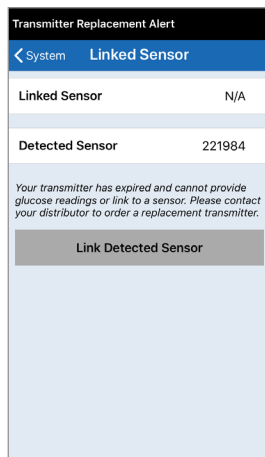 Transmitter Replacement Alert
System Linked Sensor
Linked Sensor N/A
Detected Sensor 221984
Your transmitter has expired and cannot provide
glucose readings or link to a sensor. Please contact
your distributor to order a replacement transmitter.
Link Detected Sensor